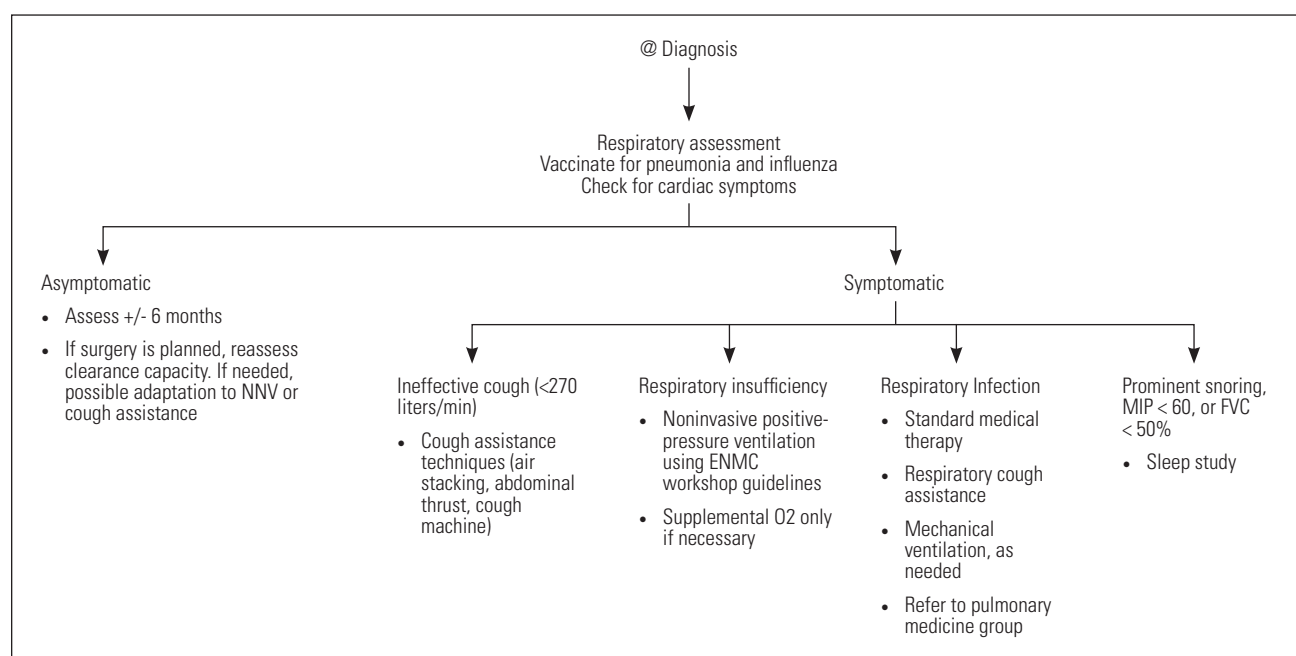 @ Diagnosis
Respiratory assessment
Vaccinate for pneumonia and influenza
Check for cardiac symptoms
Asymptomatic
• Assess +/- 6 months
• If surgery is planned, reassess
clearance capacity. If needed,
possible adaptation to NNV or
cough assistance
Symptomatic
Ineffective cough (<270
liters/min)
• Cough assistance
techniques (air
stacking, abdominal
thrust, cough
machine)
Respiratory insufficiency
• Noninvasive positive-
pressure ventilation
using ENMC
workshop guidelines
• Supplemental O2 only
if necessary
Respiratory Infection
• Standard medical
therapy
• Respiratory cough
assistance
• Mechanical
ventilation, as
needed
• Refer to pulmonary
medicine group
Prominent snoring,
MIP < 60, or FVC
< 50%
• Sleep study